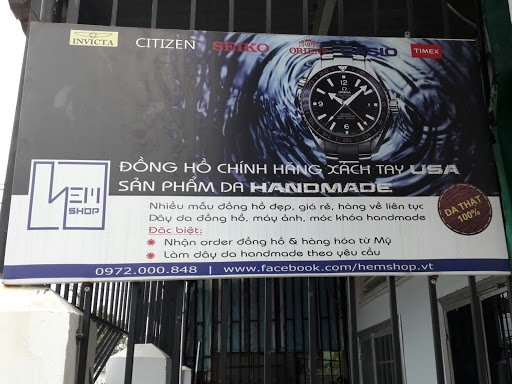 INVICTA CITIZEN SEIKO ORIENT CASIO TIMEX
OMEGA
ĐỒNG HỒ CHÍNH HÃNG XÁCH TAY USA
SẢN PHẨM DA HANDMADE
HEM
SHOP
Nhiều mẫu đồng hồ đẹp, giá rẻ, hàng về liên tục
Dây da đồng hồ, máy ảnh, móc khóa handmade
Đặc biệt:
Nhận order đồng hồ & hàng hóa từ Mỹ
Làm dây da handmade theo yêu cầu
DA THẬT
100%
0972.000.848 | www.facebook.com/hemshop.vt